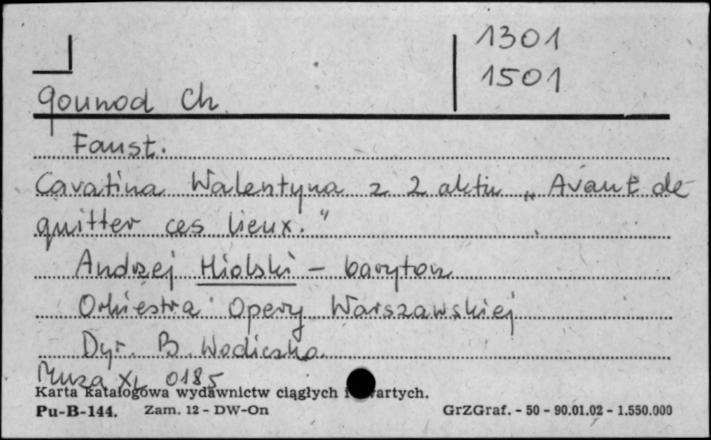 1301
1501
Gounod Ch.
Faust.
Cavatina Walentyna z 2 aktu „Avant de
quitter ces lieux."
Andrzej Hiolski - baryton
Orkiestra Opery Warszawskiej
Dyr. B. Wodiczko.
Muza XL 0185
Karta katalogowa wydawnictw ciągłych i wartych.
Pu-B-144. Zam. 12 - DW-On GrZGraf. - 50 - 90.01.02 - 1.550.000